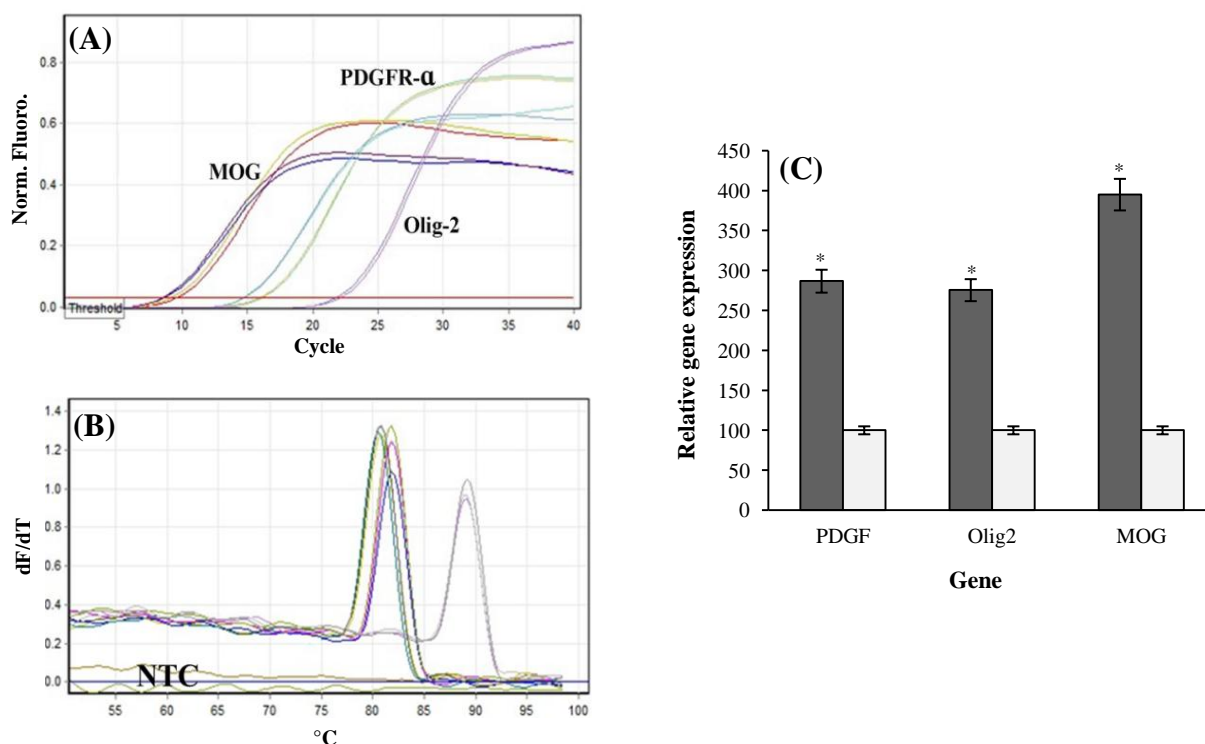 (A)
Norm. Fluoro.
0.8
0.6
0.4
0.2
0.0
PDGFR-α
MOG
Olig-2
Threshold
5 10 15 20 25 30 35 40
Cycle
(B)
dF/dT
1.4
1.2
1.0
0.8
0.6
0.4
0.2
0.0
NTC
55 60 65 70 75 80 85 90 95 100
°C
(C)
Relative gene expression
450
400
350
300
250
200
150
100
50
0
* * *
PDGF Olig2 MOG
Gene